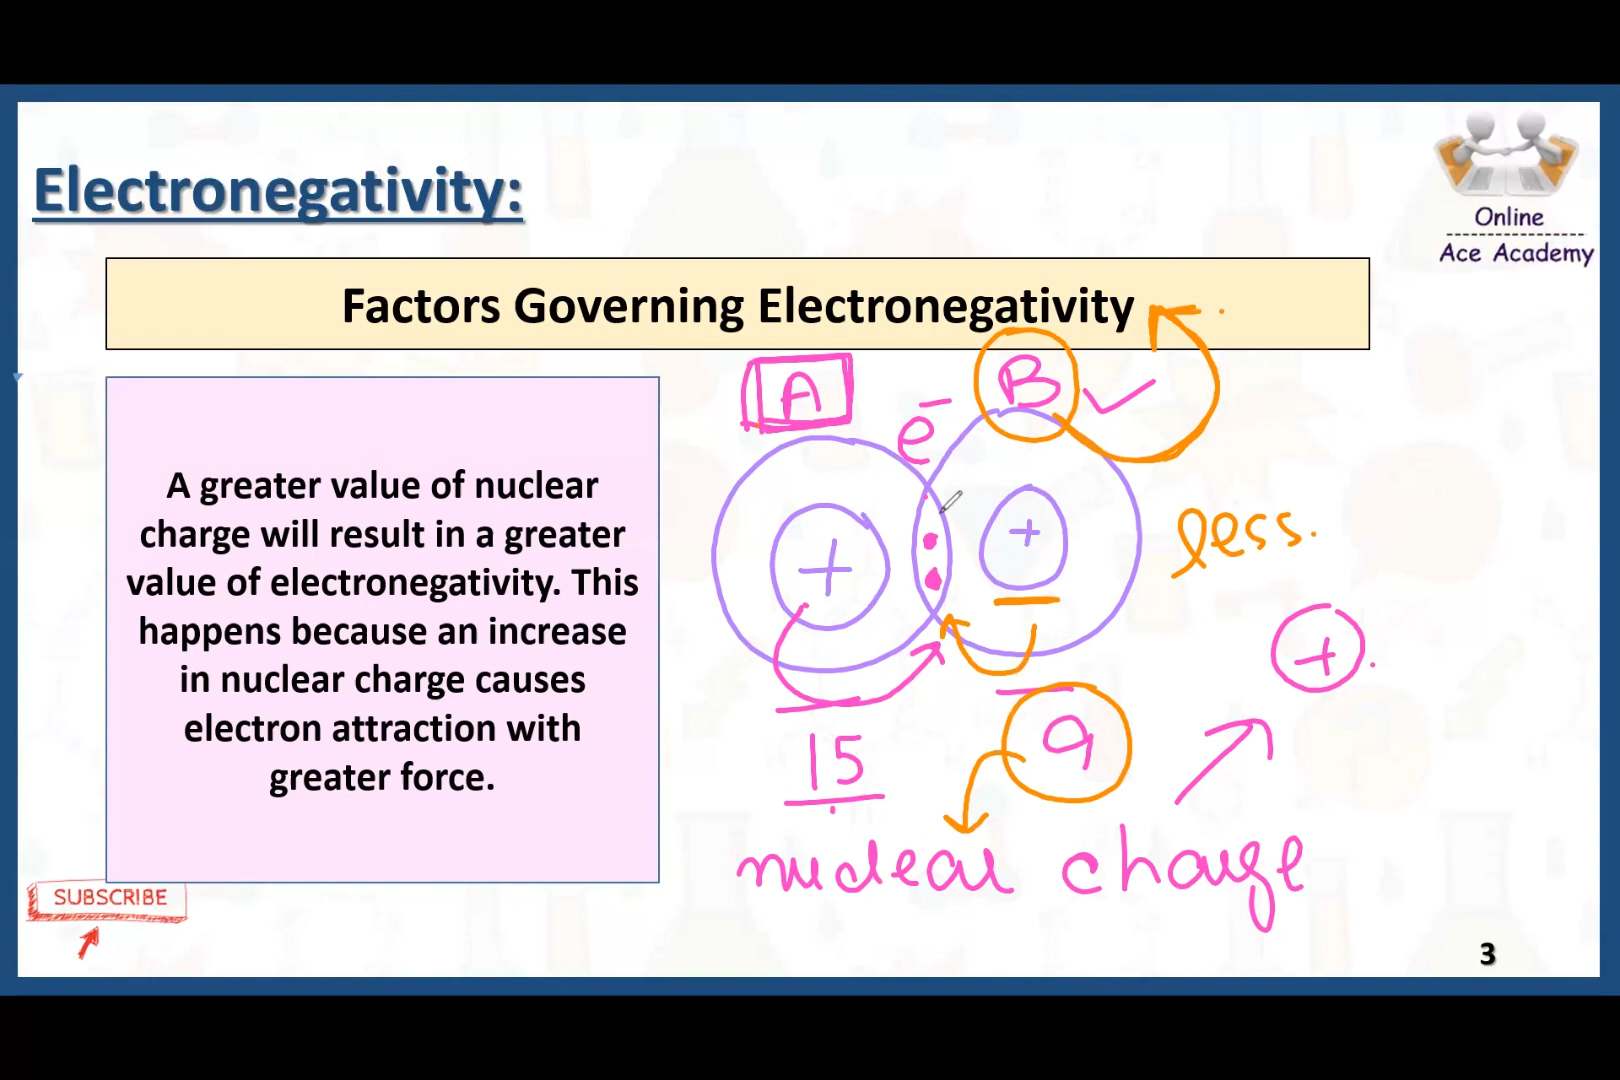 Electronegativity:
Online
Ace Academy
Factors Governing Electronegativity
A
B
e-
A greater value of nuclear
charge will result in a greater
value of electronegativity. This
happens because an increase
in nuclear charge causes
electron attraction with
greater force.
+
+
less.
+
15
9
nuclear charge
SUBSCRIBE
3